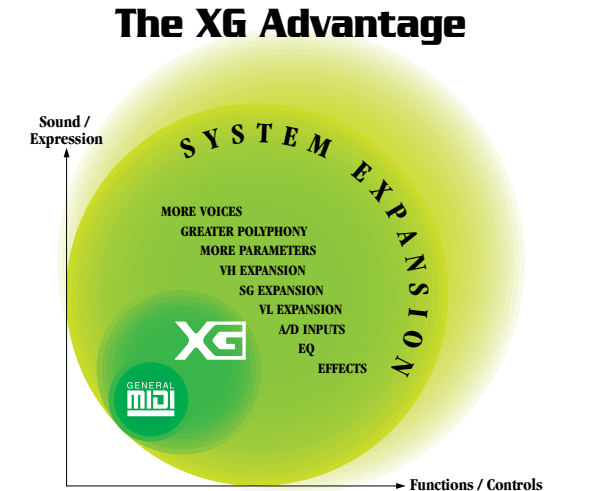 The XG Advantage
Sound /
Expression
SYSTEM EXPANSION
MORE VOICES
GREATER POLYPHONY
MORE PARAMETERS
VH EXPANSION
SG EXPANSION
VL EXPANSION
A/D INPUTS
EQ
EFFECTS
XG
GENERAL
MIDI
Functions / Controls